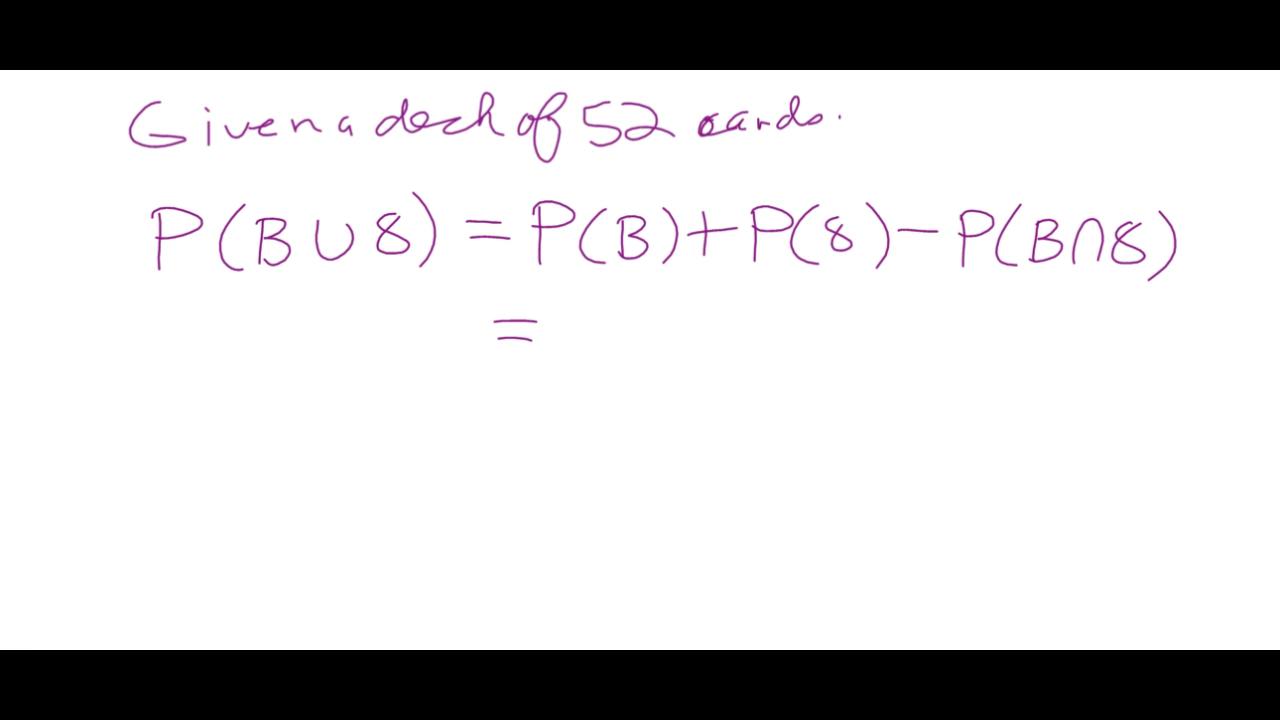 Given a deck of 52 cards.
P(B∪8) = P(B)+P(8)-P(B∩8)
=